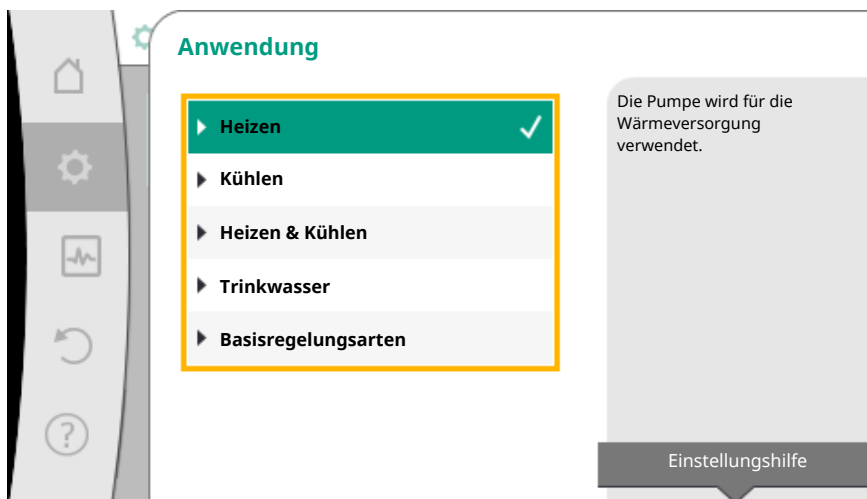 Anwendung
Heizen
Kühlen
Heizen & Kühlen
Trinkwasser
Basisregelungsarten
Die Pumpe wird für die
Wärmeversorgung
verwendet.
Einstellungshilfe
?